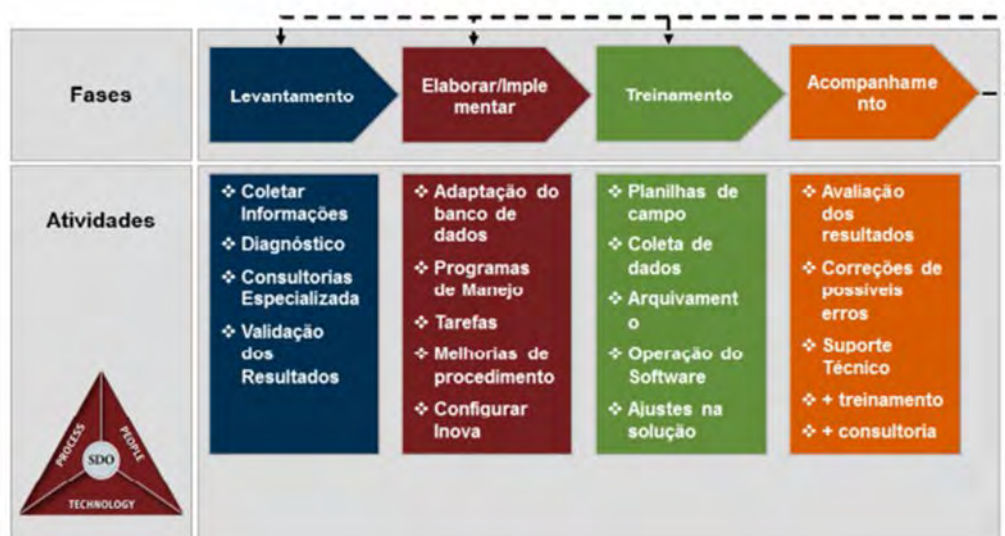 Fases
Levantamento
Elaborar/Imple
mentar
Treinamento
Acompanhame
nto
Atividades
❖ Coletar
Informações
❖ Diagnóstico
❖ Consultorias
Especializada
❖ Validação
dos
Resultados
❖ Adaptação do
banco de
dados
❖ Programas
de Manejo
❖ Tarefas
❖ Melhorias de
procedimento
❖ Configurar
Inova
❖ Planilhas de
campo
❖ Coleta de
dados
❖ Arquivament
o
❖ Operação do
Software
❖ Ajustes na
solução
❖ Avaliação
dos
resultados
❖ Correções de
possíveis
erros
❖ Suporte
Técnico
❖ + treinamento
❖ + consultoria
PROCESS
PEOPLE
SDO
TECHNOLOGY